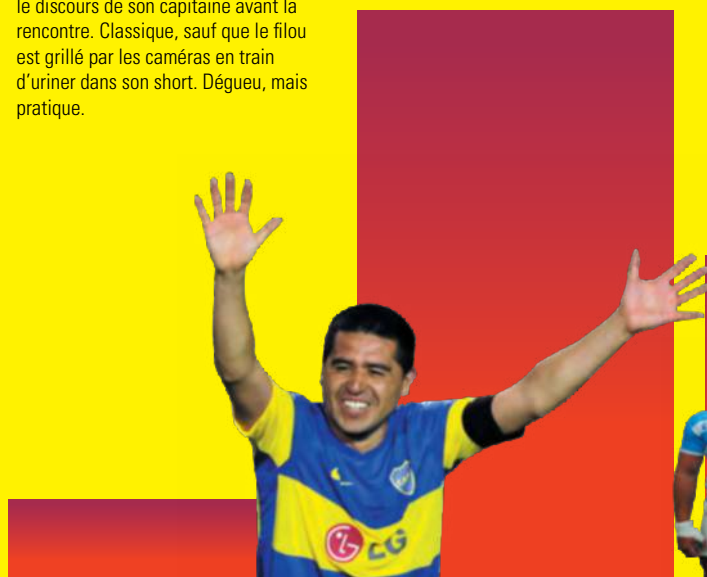 le discours de son capitaine avant la
rencontre. Classique, sauf que le filou
est grillé par les caméras en train
d’uriner dans son short. Dégueu, mais
pratique.
LG